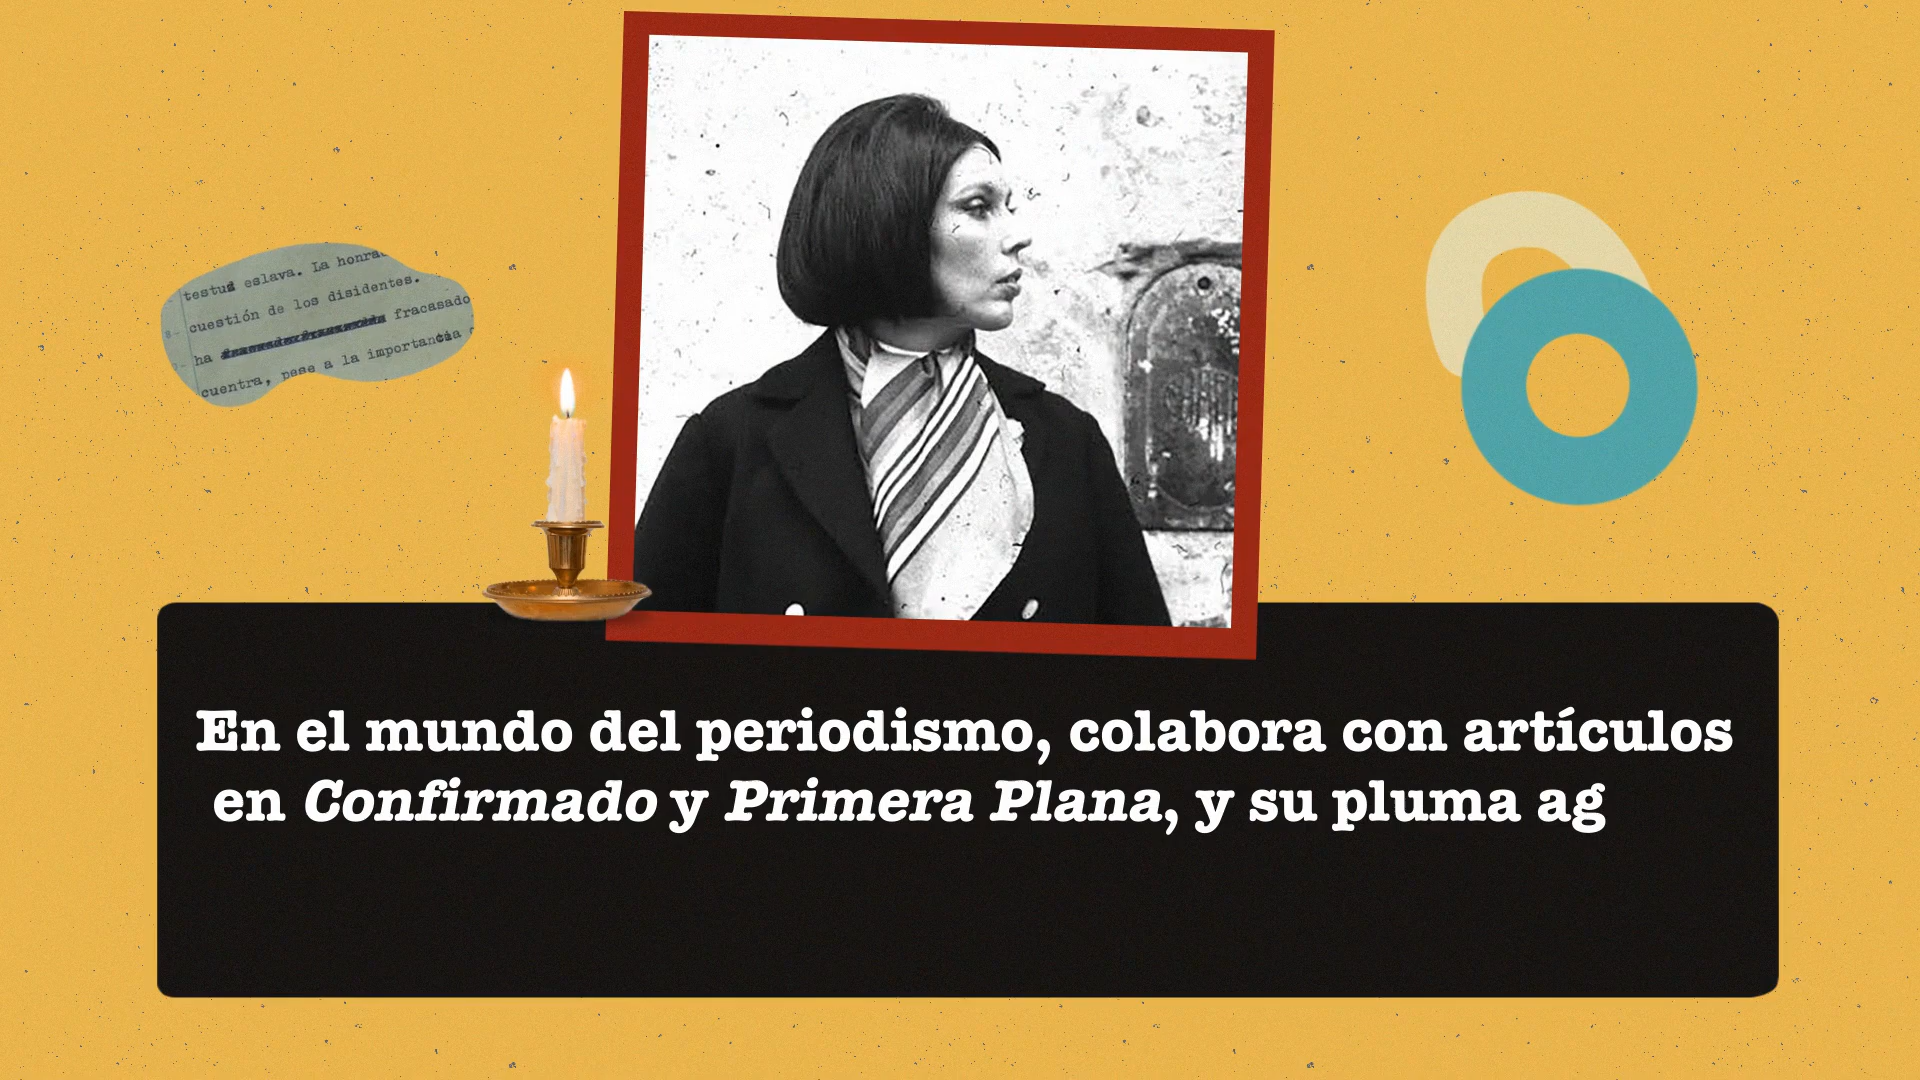 testud eslava. La honra
cuestión de los disidentes.
ha fracasado
cuentra, pese a la importancia
En el mundo del periodismo, colabora con artículos
en Confirmado y Primera Plana, y su pluma ag